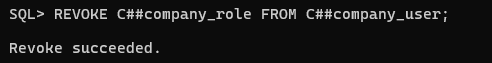 SQL> REVOKE C##company_role FROM C##company_user;
Revoke succeeded.